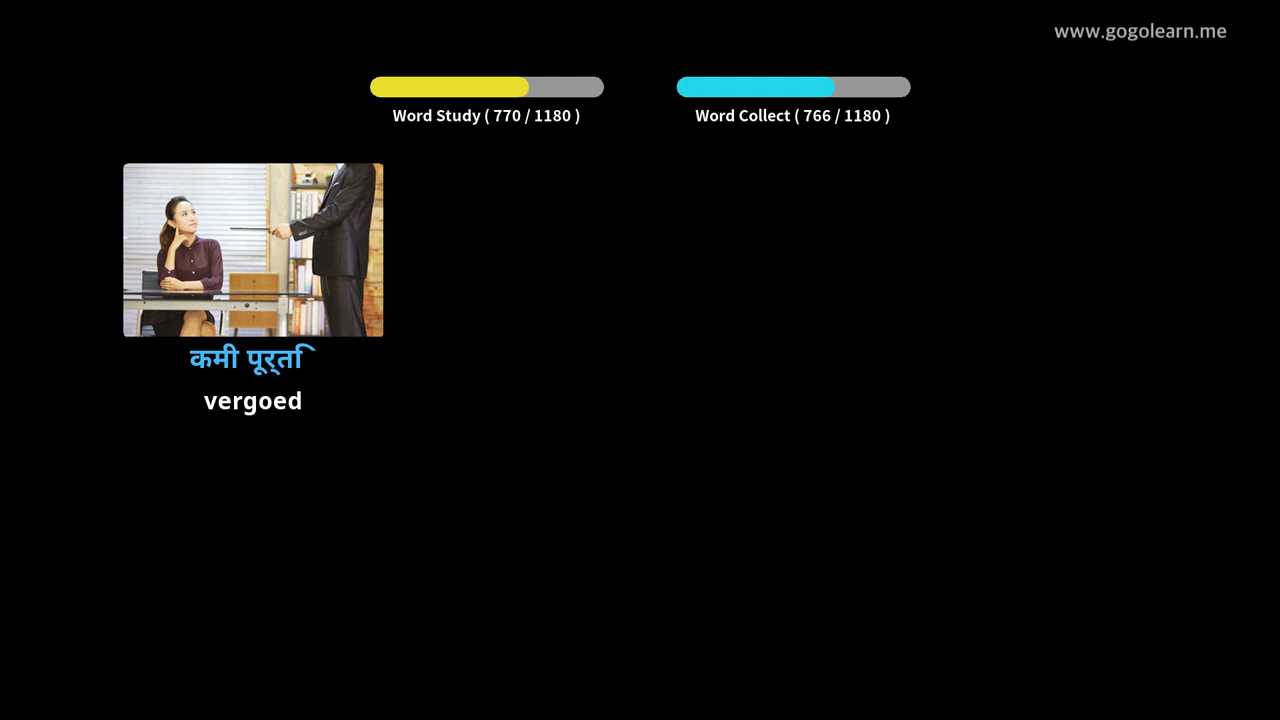 www.gogolearn.me
Word Study ( 770 / 1180 )
Word Collect ( 766 / 1180 )
कमी पूर्ति
vergoed